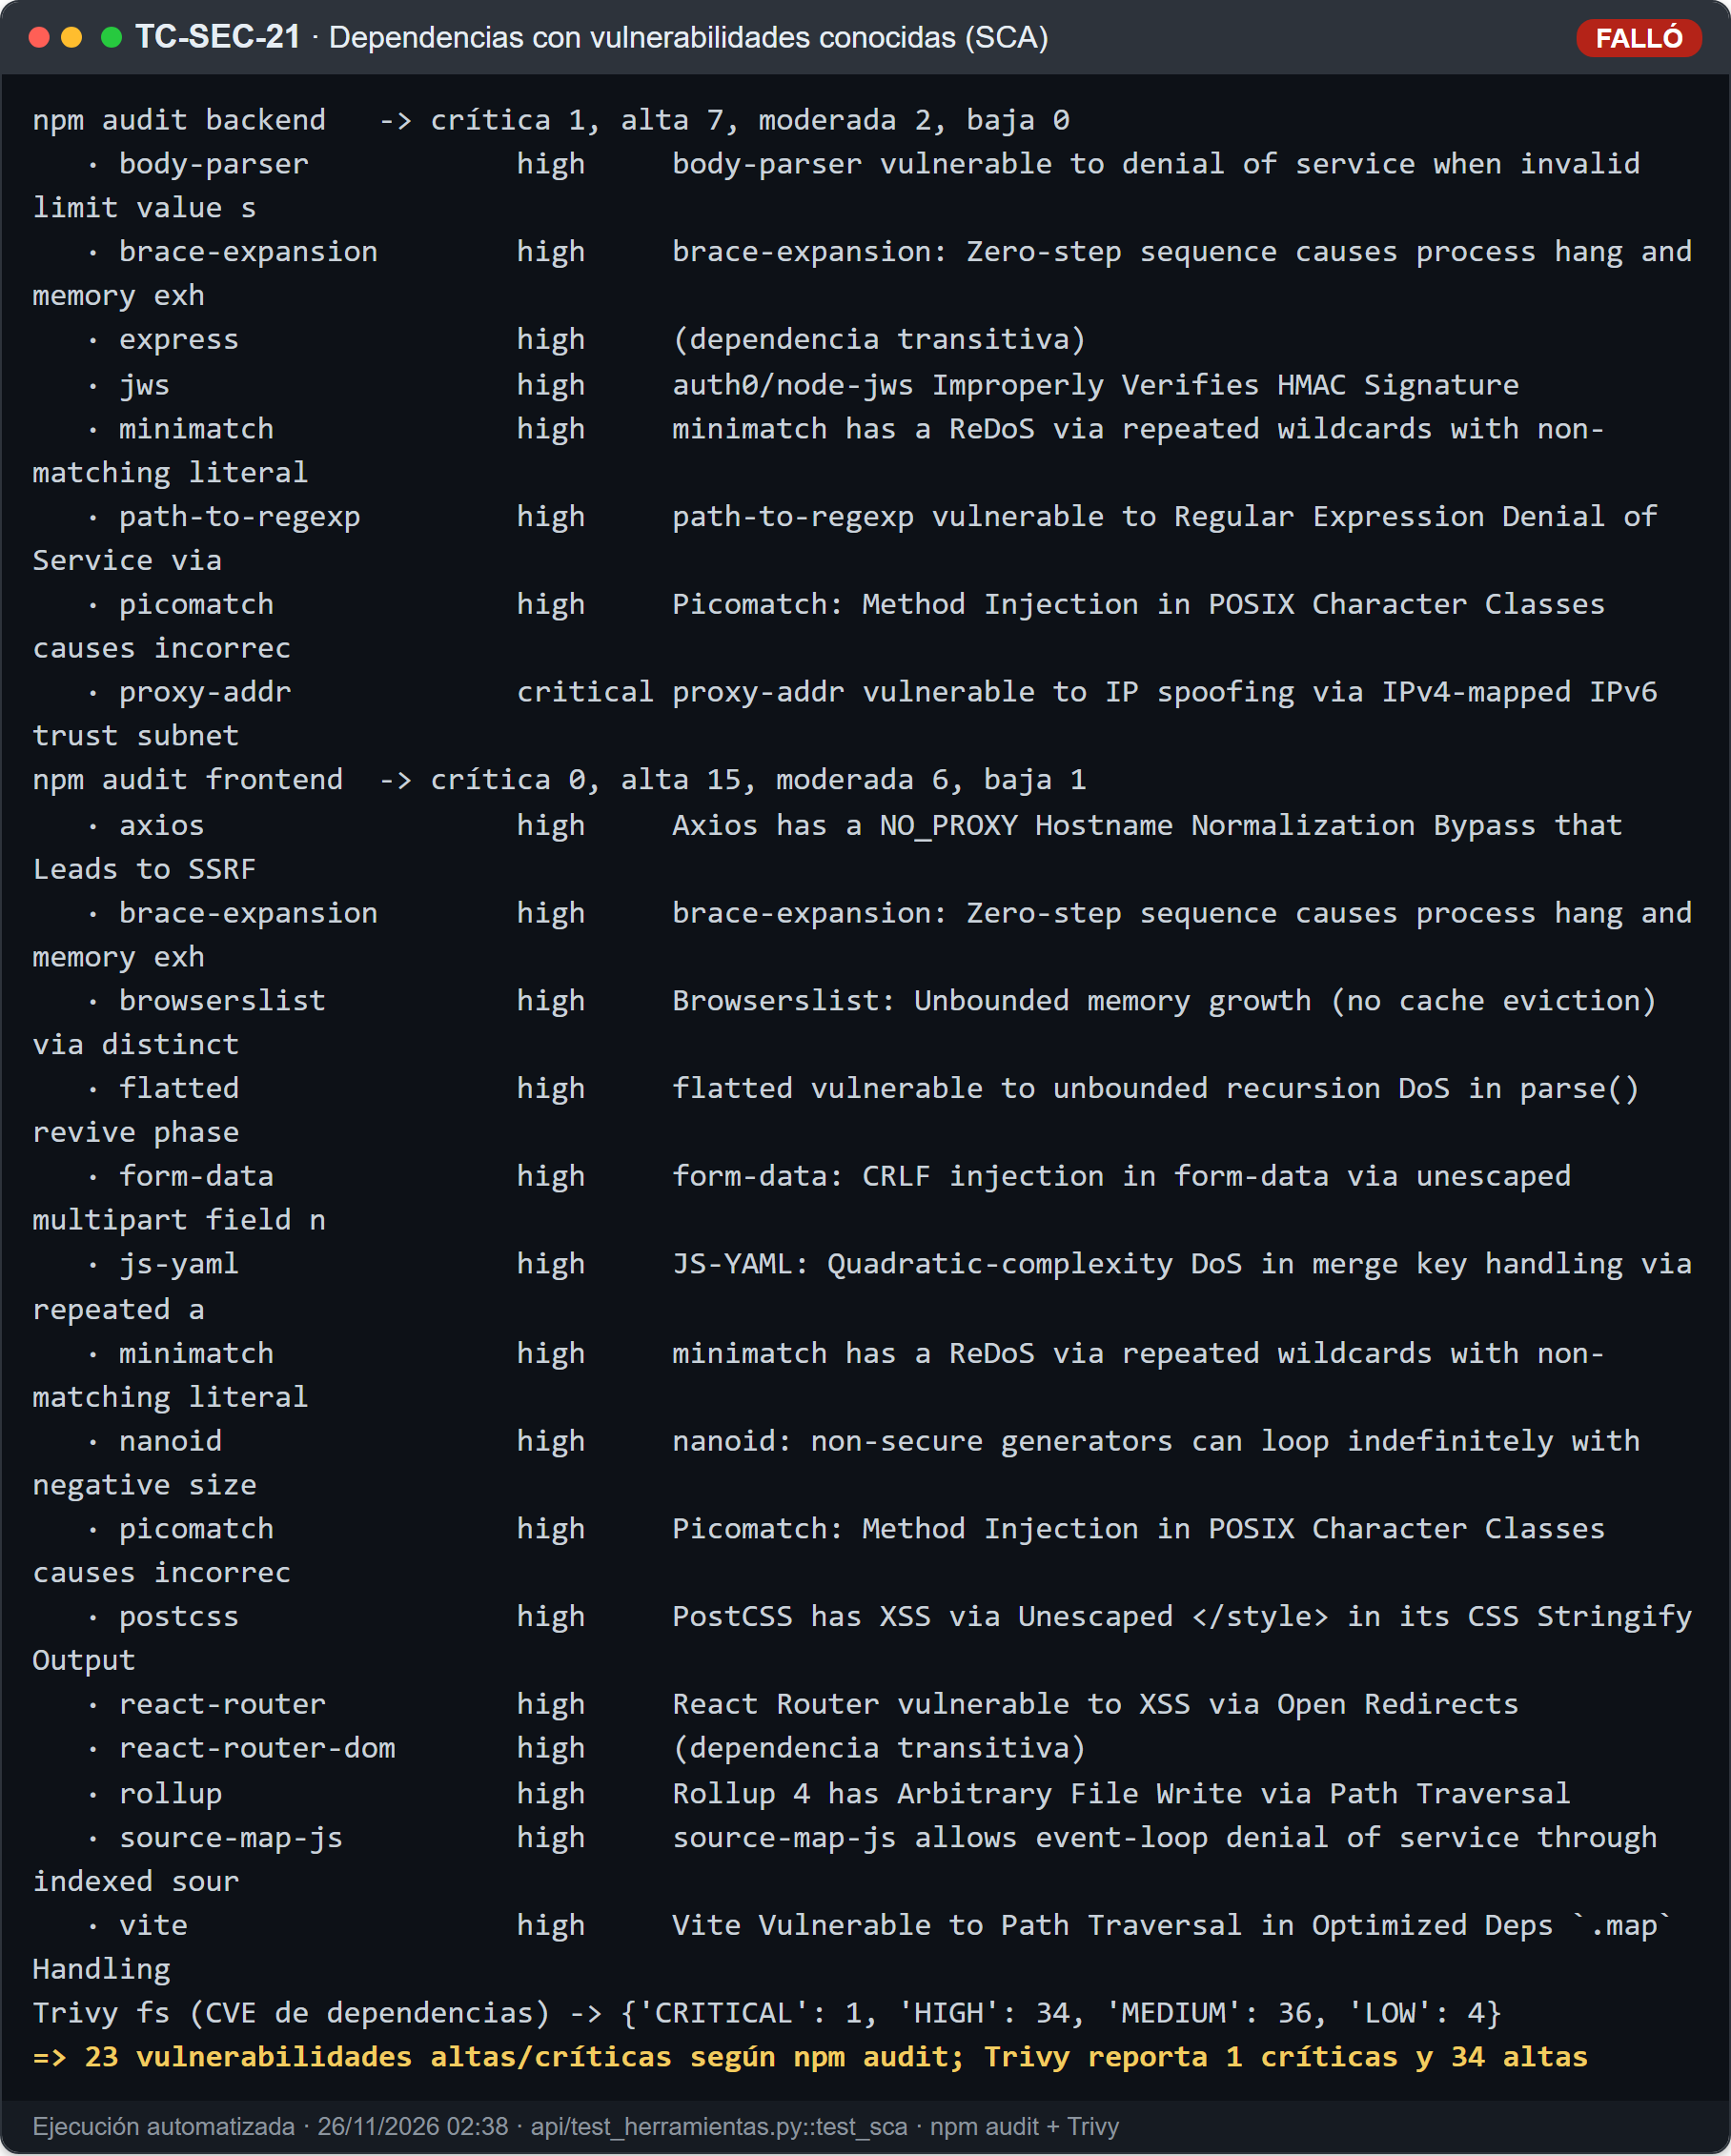 TC-SEC-21 · Dependencias con vulnerabilidades conocidas (SCA)
FALLÓ
npm audit backend   -> crítica 1, alta 7, moderada 2, baja 0
   · body-parser            high     body-parser vulnerable to denial of service when invalid
limit value s
   · brace-expansion        high     brace-expansion: Zero-step sequence causes process hang and
memory exh
   · express                high     (dependencia transitiva)
   · jws                    high     auth0/node-jws Improperly Verifies HMAC Signature
   · minimatch              high     minimatch has a ReDoS via repeated wildcards with non-
matching literal
   · path-to-regexp         high     path-to-regexp vulnerable to Regular Expression Denial of
Service via
   · picomatch              high     Picomatch: Method Injection in POSIX Character Classes
causes incorrec
   · proxy-addr             critical proxy-addr vulnerable to IP spoofing via IPv4-mapped IPv6
trust subnet
npm audit frontend  -> crítica 0, alta 15, moderada 6, baja 1
   · axios                  high     Axios has a NO_PROXY Hostname Normalization Bypass that
Leads to SSRF
   · brace-expansion        high     brace-expansion: Zero-step sequence causes process hang and
memory exh
   · browserslist           high     Browserslist: Unbounded memory growth (no cache eviction)
via distinct
   · flatted                high     flatted vulnerable to unbounded recursion DoS in parse()
revive phase
   · form-data              high     form-data: CRLF injection in form-data via unescaped
multipart field n
   · js-yaml                high     JS-YAML: Quadratic-complexity DoS in merge key handling via
repeated a
   · minimatch              high     minimatch has a ReDoS via repeated wildcards with non-
matching literal
   · nanoid                 high     nanoid: non-secure generators can loop indefinitely with
negative size
   · picomatch              high     Picomatch: Method Injection in POSIX Character Classes
causes incorrec
   · postcss                high     PostCSS has XSS via Unescaped </style> in its CSS Stringify
Output
   · react-router           high     React Router vulnerable to XSS via Open Redirects
   · react-router-dom       high     (dependencia transitiva)
   · rollup                 high     Rollup 4 has Arbitrary File Write via Path Traversal
   · source-map-js          high     source-map-js allows event-loop denial of service through
indexed sour
   · vite                   high     Vite Vulnerable to Path Traversal in Optimized Deps `.map`
Handling
Trivy fs (CVE de dependencias) -> {'CRITICAL': 1, 'HIGH': 34, 'MEDIUM': 36, 'LOW': 4}
=> 23 vulnerabilidades altas/críticas según npm audit; Trivy reporta 1 críticas y 34 altas
Ejecución automatizada · 26/11/2026 02:38 · api/test_herramientas.py::test_sca · npm audit + Trivy